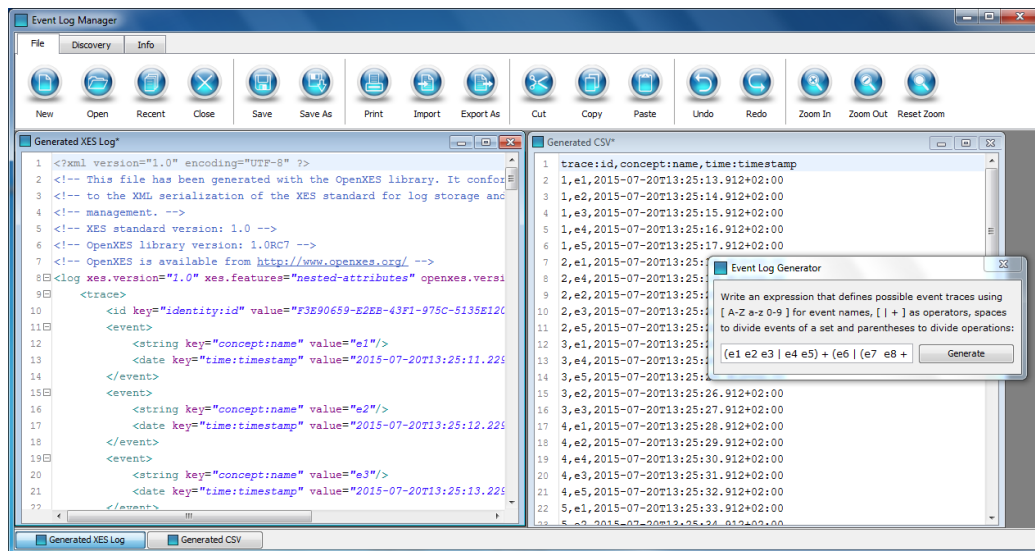 Event Log Manager
File Discovery Info
New Open Recent Close Save Save As Print Import Export As Cut Copy Paste Undo Redo Zoom In Zoom Out Reset Zoom
Generated XES Log*
1 <?xml version="1.0" encoding="UTF-8" ?>
2 <!-- This file has been generated with the OpenXES library. It confor
3 <!-- to the XML serialization of the XES standard for log storage and
4 <!-- management. -->
5 <!-- XES standard version: 1.0 -->
6 <!-- OpenXES library version: 1.0RC7 -->
7 <!-- OpenXES is available from http://www.openxes.org/ -->
8 <log xes.version="1.0" xes.features="nested-attributes" openxes.versi
9 <trace>
10 <id key="identity:id" value="F3E90659-E2EB-43F1-975C-5135E120
11 <event>
12 <string key="concept:name" value="e1"/>
13 <date key="time:timestamp" value="2015-07-20T13:25:11.229
14 </event>
15 <event>
16 <string key="concept:name" value="e2"/>
17 <date key="time:timestamp" value="2015-07-20T13:25:12.229
18 </event>
19 <event>
20 <string key="concept:name" value="e3"/>
21 <date key="time:timestamp" value="2015-07-20T13:25:13.229
22 </event>
Generated CSV*
1 trace:id,concept:name,time:timestamp
2 1,e1,2015-07-20T13:25:13.912+02:00
3 1,e2,2015-07-20T13:25:14.912+02:00
4 1,e3,2015-07-20T13:25:15.912+02:00
5 1,e4,2015-07-20T13:25:16.912+02:00
6 1,e5,2015-07-20T13:25:17.912+02:00
7 2,e1,2015-07-20T13:25:
8 2,e4,2015-07-20T13:25:
9 2,e2,2015-07-20T13:25:
10 2,e3,2015-07-20T13:25:
11 2,e5,2015-07-20T13:25:
12 3,e1,2015-07-20T13:25:
13 3,e4,2015-07-20T13:25:
14 3,e5,2015-07-20T13:25:
15 3,e2,2015-07-20T13:25:26.912+02:00
16 3,e3,2015-07-20T13:25:27.912+02:00
17 4,e1,2015-07-20T13:25:28.912+02:00
18 4,e2,2015-07-20T13:25:29.912+02:00
19 4,e4,2015-07-20T13:25:30.912+02:00
20 4,e3,2015-07-20T13:25:31.912+02:00
21 4,e5,2015-07-20T13:25:32.912+02:00
22 5,e1,2015-07-20T13:25:33.912+02:00
23 5,e2,2015-07-20T13:25:34.912+02:00
Event Log Generator
Write an expression that defines possible event traces using
[ A-Z a-z 0-9 ] for event names, [ | + ] as operators, spaces
to divide events of a set and parentheses to divide operations:
(e1 e2 e3 | e4 e5) + (e6 | (e7 e8 + Generate
Generated XES Log Generated CSV